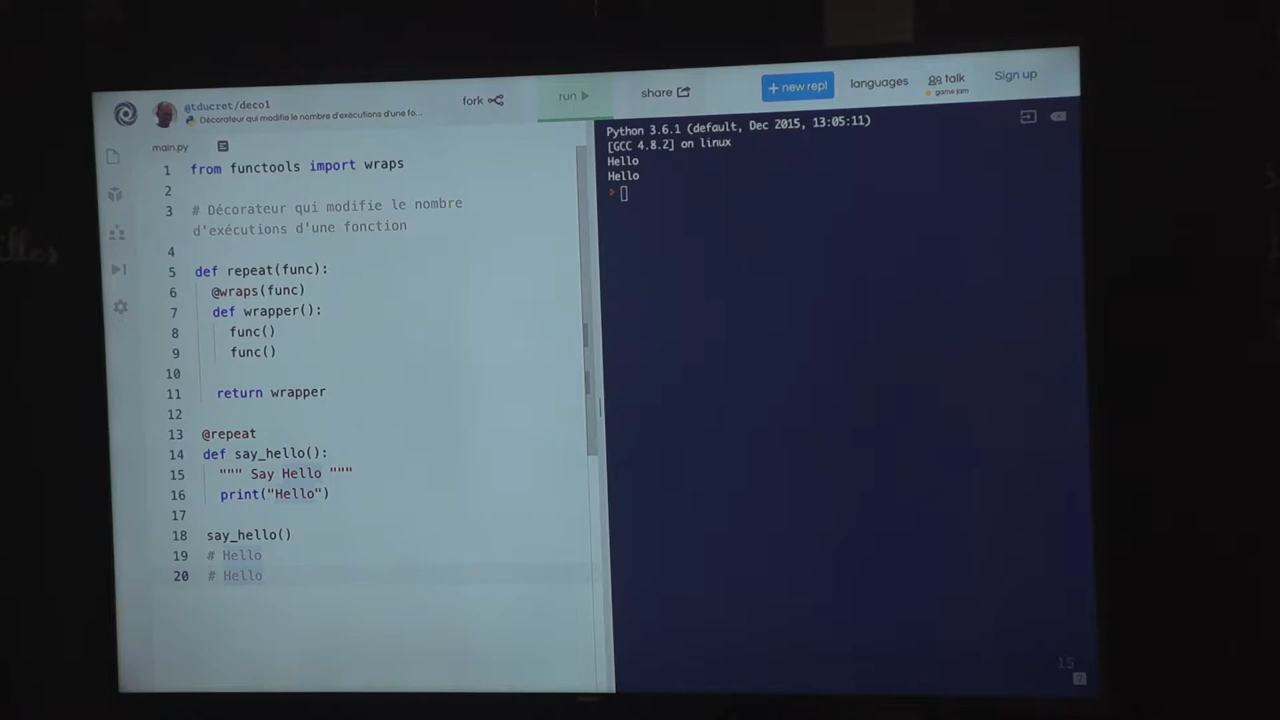 @tducret/deco1
Décorateur qui modifie le nombre d'exécutions d'une fo...
fork
run
share
+ new repl
languages
talk
game jam
Sign up
main.py
1 from functools import wraps
2
3 # Décorateur qui modifie le nombre
d'exécutions d'une fonction
4
5 def repeat(func):
6 @wraps(func)
7 def wrapper():
8 func()
9 func()
10
11 return wrapper
12
13 @repeat
14 def say_hello():
15 """ Say Hello """
16 print("Hello")
17
18 say_hello()
19 # Hello
20 # Hello
Python 3.6.1 (default, Dec 2015, 13:05:11)
[GCC 4.8.2] on linux
Hello
Hello
>
15
?